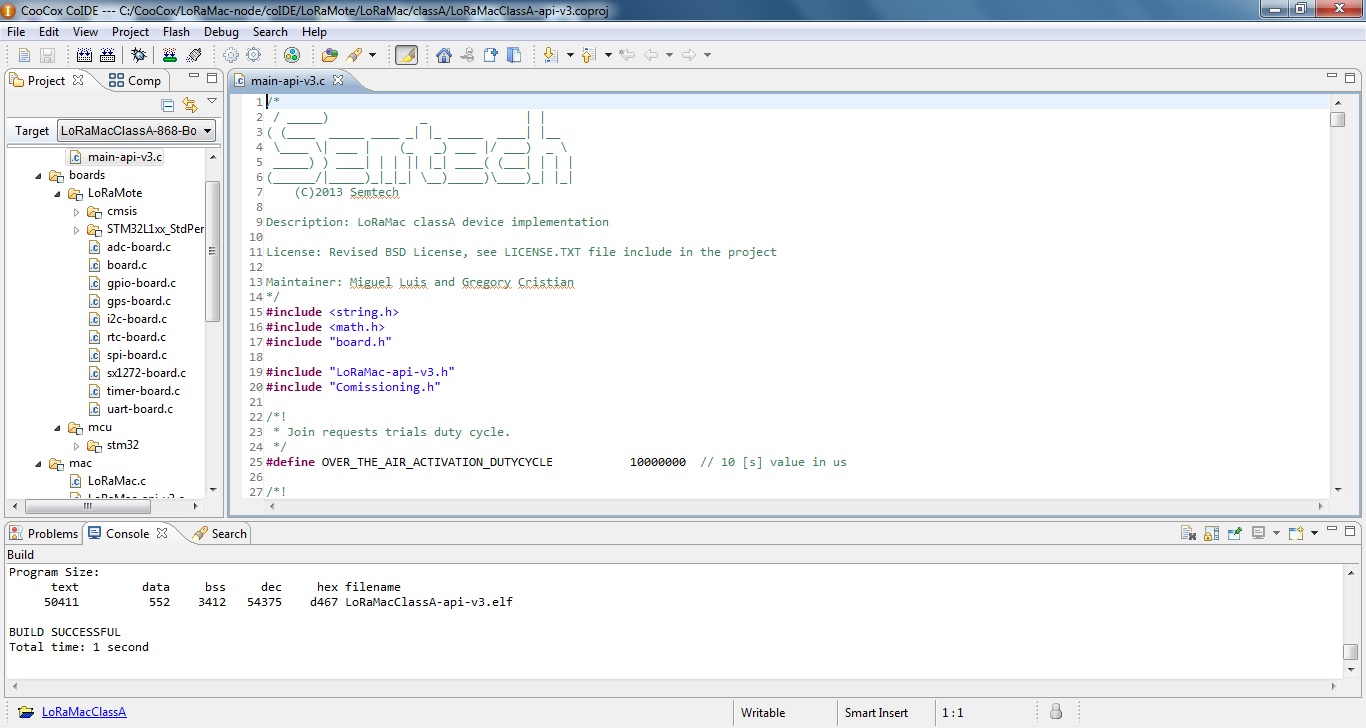 CooCox CoIDE --- C:/CooCox/LoRaMac-node/coIDE/LoRaMote/LoRaMac/classA/LoRaMacClassA-api-v3.coproj
File Edit View Project Flash Debug Search Help
Project Comp
main-api-v3.c
Target LoRaMacClassA-868-Bo
main-api-v3.c
boards
LoRaMote
cmsis
STM32L1xx_StdPer
adc-board.c
board.c
gpio-board.c
gps-board.c
i2c-board.c
rtc-board.c
spi-board.c
sx1272-board.c
timer-board.c
uart-board.c
mcu
stm32
mac
LoRaMac.c
LoRaMac-api-v3.c
1 /*
2 / _____)             _              | |
3 ( (____  _____ ____ _| |_ _____  ____| |__
4 \____ \| ___ |    (_   _) ___ |/ ___)  _ \
5 _____) ) ____| | | || |_| ____( (___| | | |
6 (______/|_____)_|_|_| \__)_____)\____)_| |_|
7 (C)2013 Semtech
8
9 Description: LoRaMac classA device implementation
10
11 License: Revised BSD License, see LICENSE.TXT file include in the project
12
13 Maintainer: Miguel Luis and Gregory Cristian
14 */
15 #include <string.h>
16 #include <math.h>
17 #include "board.h"
18
19 #include "LoRaMac-api-v3.h"
20 #include "Comissioning.h"
21
22 /*!
23 * Join requests trials duty cycle.
24 */
25 #define OVER_THE_AIR_ACTIVATION_DUTYCYCLE 10000000 // 10 [s] value in us
26
27 /*!
Problems Console Search
Build
Program Size:
text data bss dec hex filename
50411 552 3412 54375 d467 LoRaMacClassA-api-v3.elf
BUILD SUCCESSFUL
Total time: 1 second
LoRaMacClassA Writable Smart Insert 1 : 1